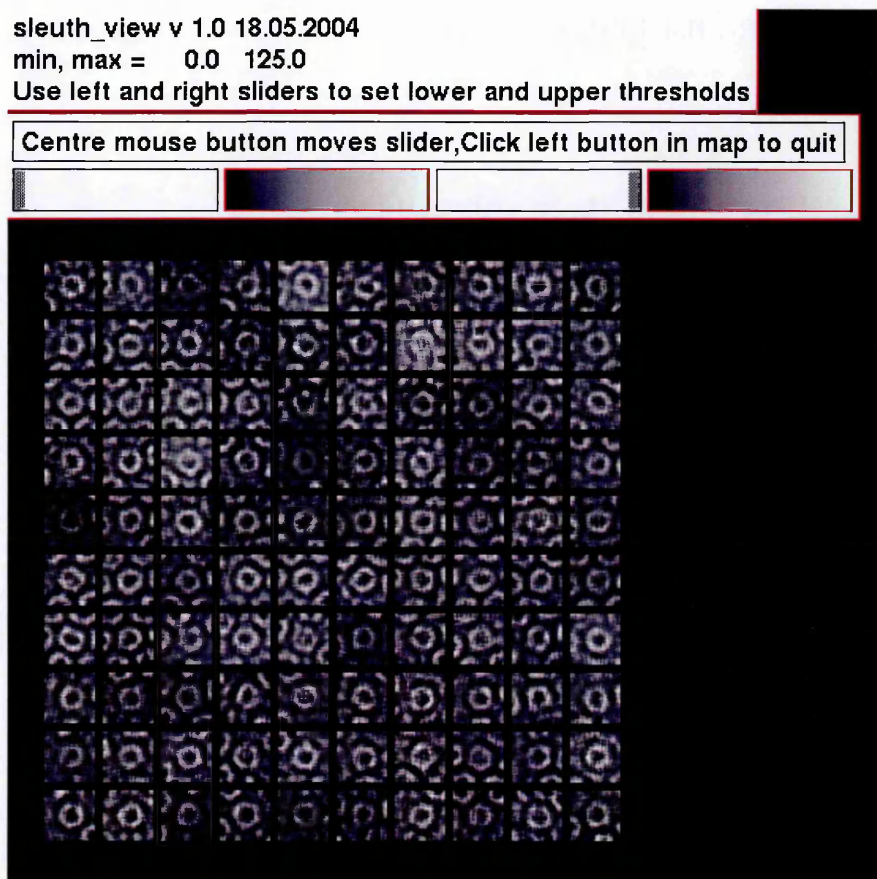 sleuth_view v 1.0 18.05.2004
min, max = 0.0 125.0
Use left and right sliders to set lower and upper thresholds
Centre mouse button moves slider,Click left button in map to quit